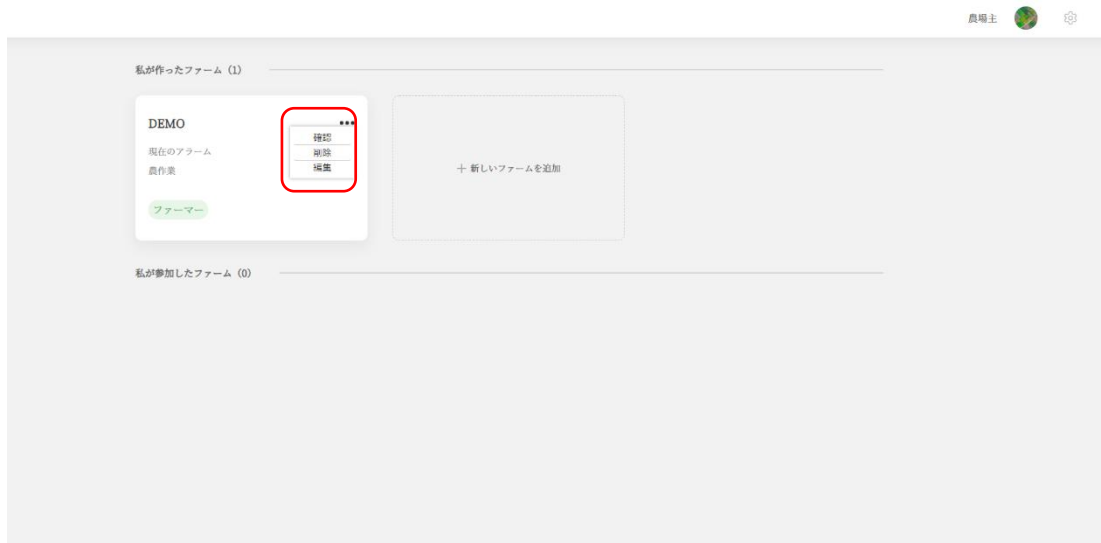 農場主
私が作ったファーム（1）
DEMO
確認
現在のアラーム
削除
農作業
編集
＋ 新しいファームを追加
ファーマー
私が参加したファーム（0）